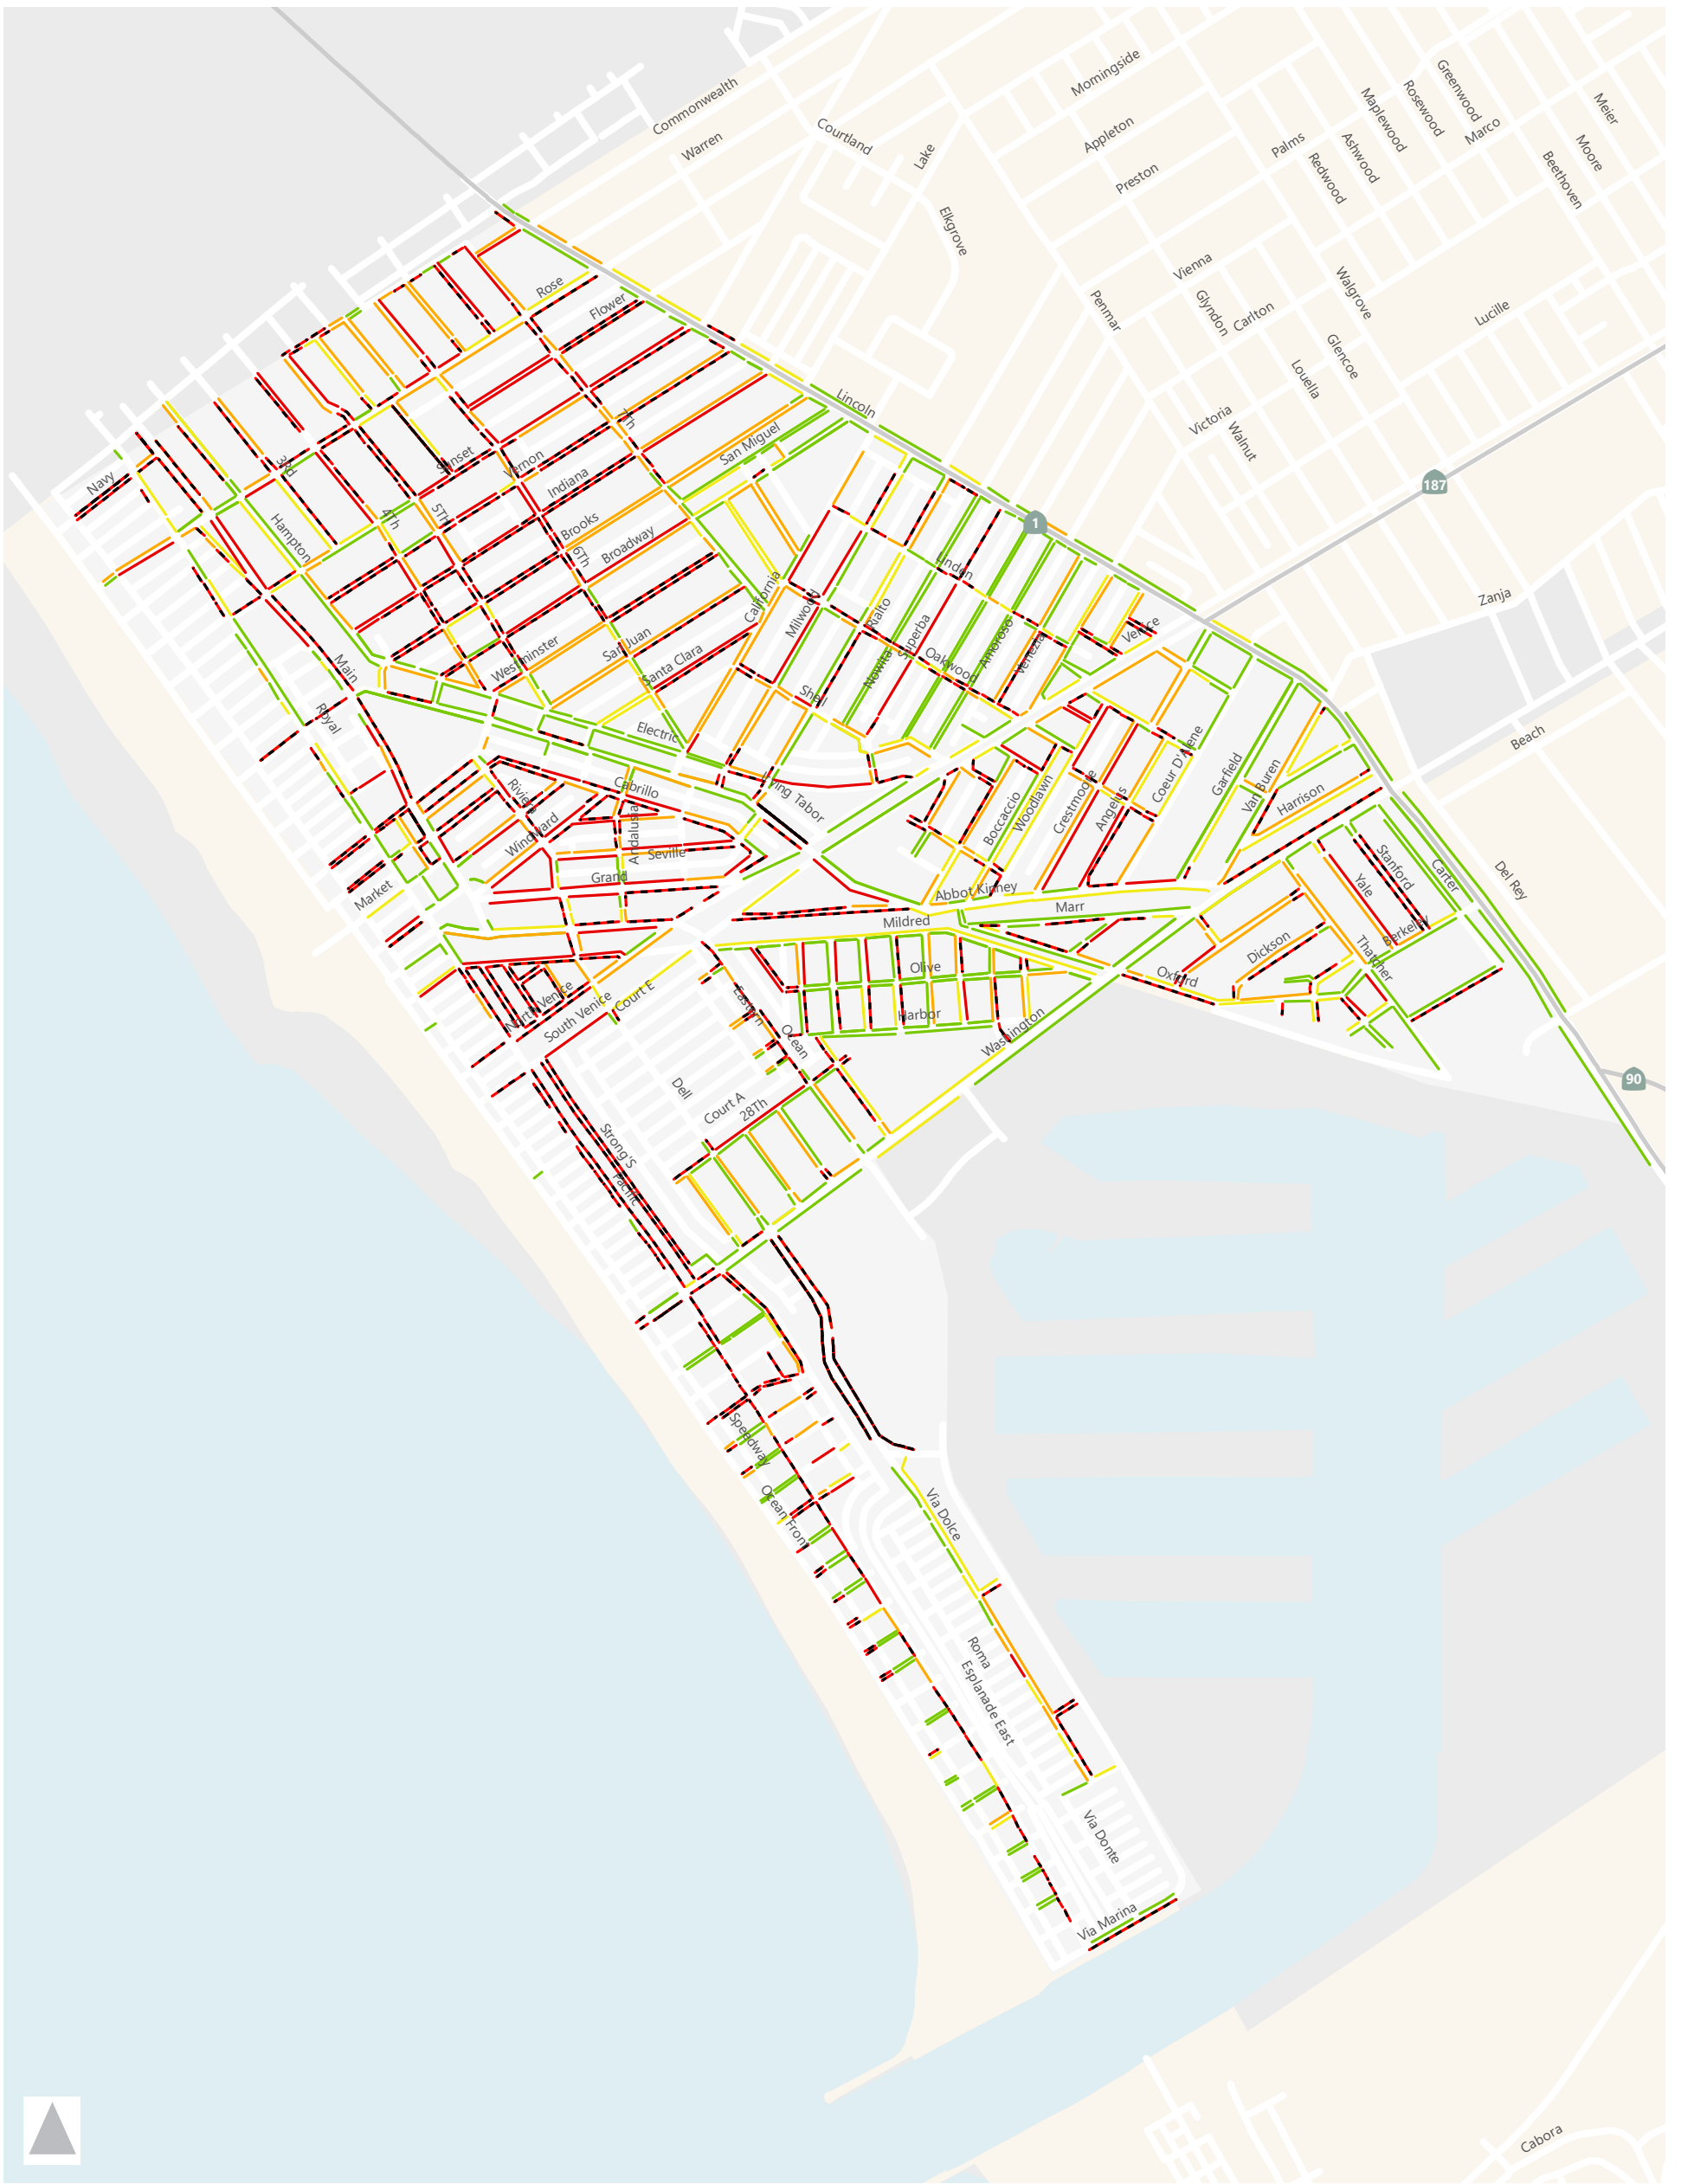 Commonwealth
Warren
Courtland
Lake
Elkgrove
Morningside
Appleton
Preston
Palms
Redwood
Ashwood
Maplewood
Rosewood
Greenwood
Marco
Meier
Moore
Beethoven
Vienna
Glyndon
Carlton
Walgrove
Lucille
Penmar
Glencoe
Louella
Victoria
Walnut
187
Zanja
Beach
Del Rey
90
1
Lincoln
Rose
Flower
7Th
San Miguel
Sunset
Vernon
Indiana
Brooks
Broadway
6Th
5Th
4Th
3Rd
Navy
Hampton
Main
Royal
Westminster
San Juan
Santa Clara
Electric
California
Milwood
Rialto
Superba
Nowita
Linden
Amoroso
Oakwood
Venezia
Venice
Shell
Irving Tabor
Cabrillo
Riviera
Windward
Andalusia
Seville
Grand
Market
Abbot Kinney
Mildred
Marr
Boccaccio
Woodlawn
Crestmoore
Angelus
Coeur D'Alene
Garfield
Van Buren
Harrison
Stanford
Yale
Carter
Berkeley
Thatcher
Dickson
Oxford
Olive
Harbor
Washington
Eastern
Ocean
North Venice
South Venice
Court E
Dell
Court A
28Th
Strong'S
Pacific
Speedway
Ocean Front
Via Dolce
Roma
Esplanade East
Via Donte
Via Marina
Cabora